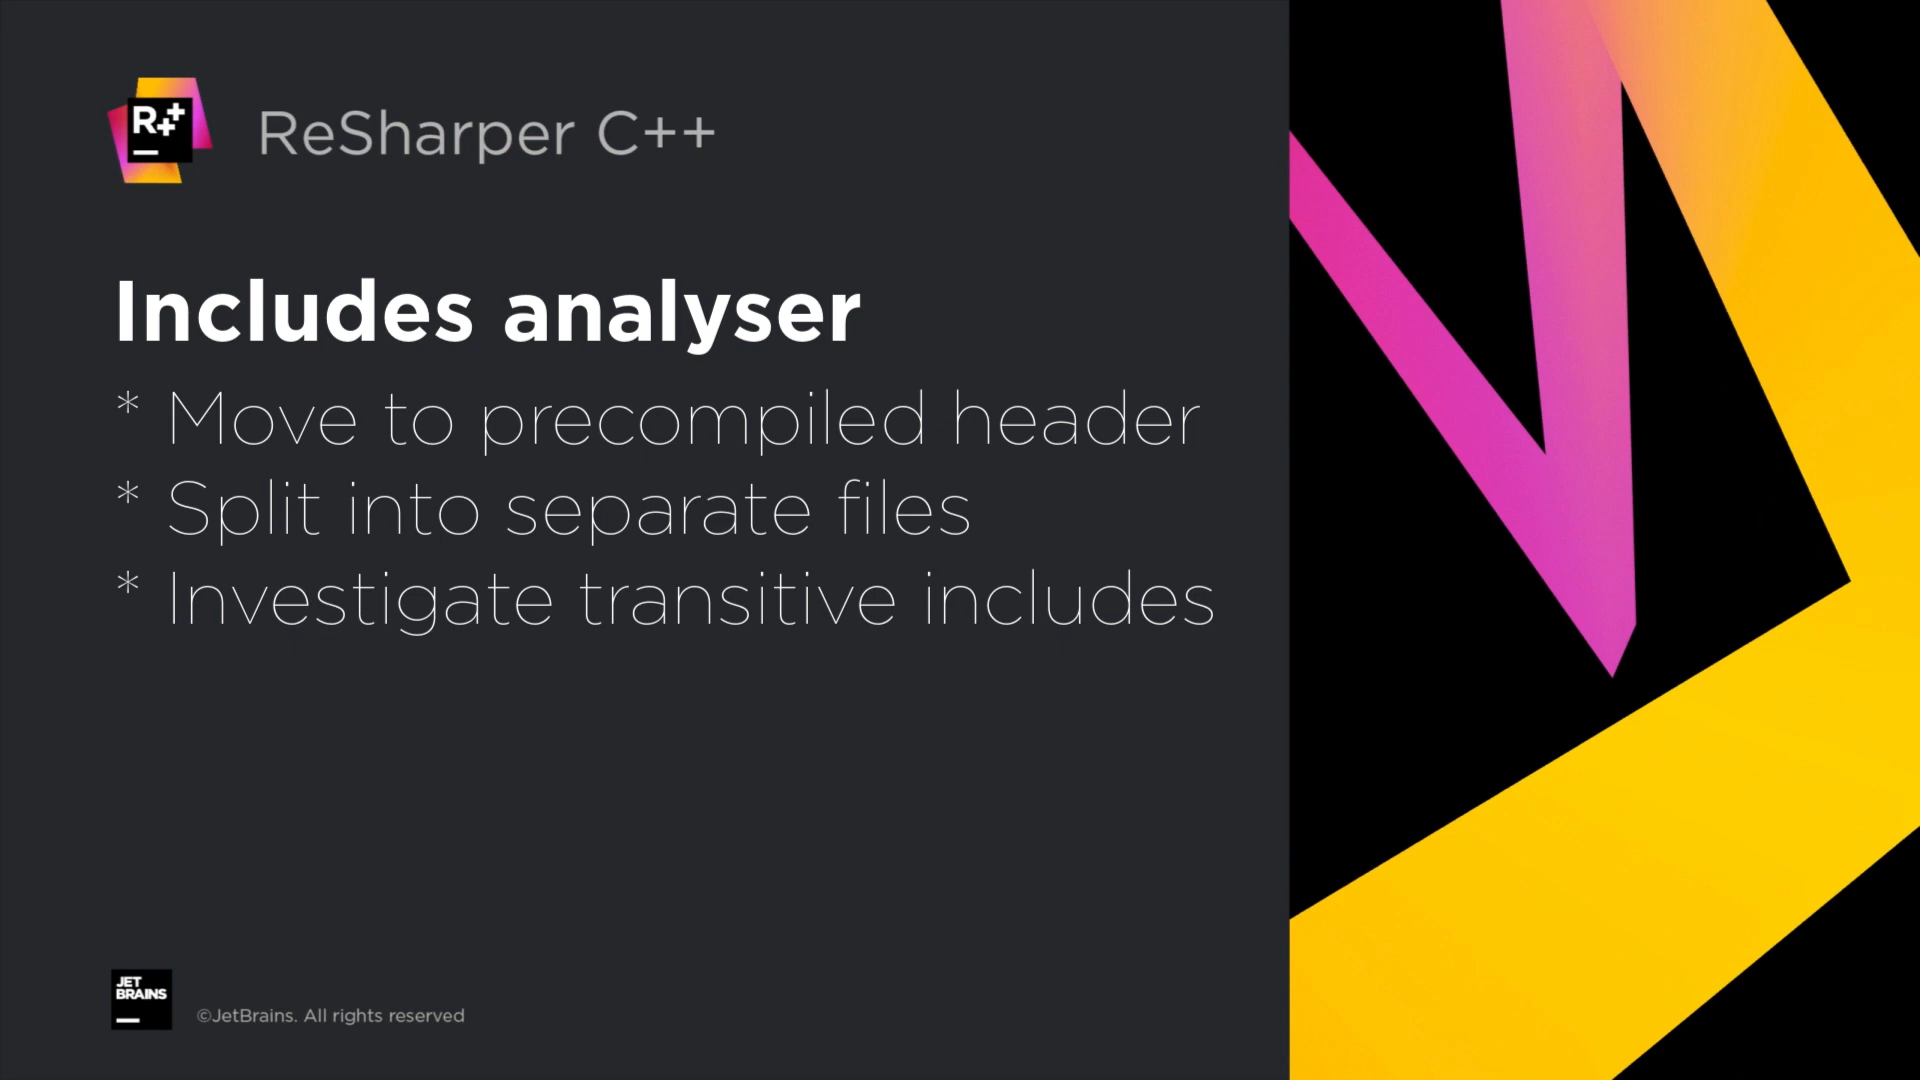 R++
ReSharper C++
Includes analyser
* Move to precompiled header
* Split into separate files
* Investigate transitive includes
JET
BRAINS
©JetBrains. All rights reserved